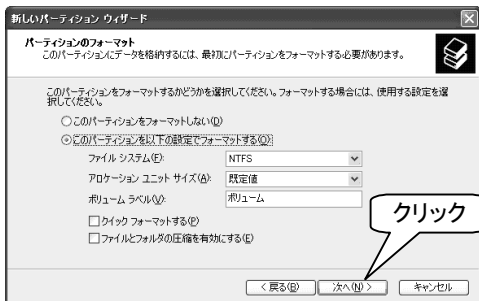 新しいパーティション ウィザード
パーティションのフォーマット
このパーティションにデータを格納するには、最初にパーティションをフォーマットする必要があります。
このパーティションをフォーマットするかどうかを選択してください。フォーマットする場合には、使用する設定を選
択してください。
このパーティションをフォーマットしない(D)
このパーティションを以下の設定でフォーマットする(O):
ファイル システム(F): NTFS
アロケーション ユニット サイズ(A): 既定値
ボリューム ラベル(V): ボリューム
クイック フォーマットする(P)
ファイルとフォルダの圧縮を有効にする(E)
クリック
< 戻る(B) 次へ(N) > キャンセル